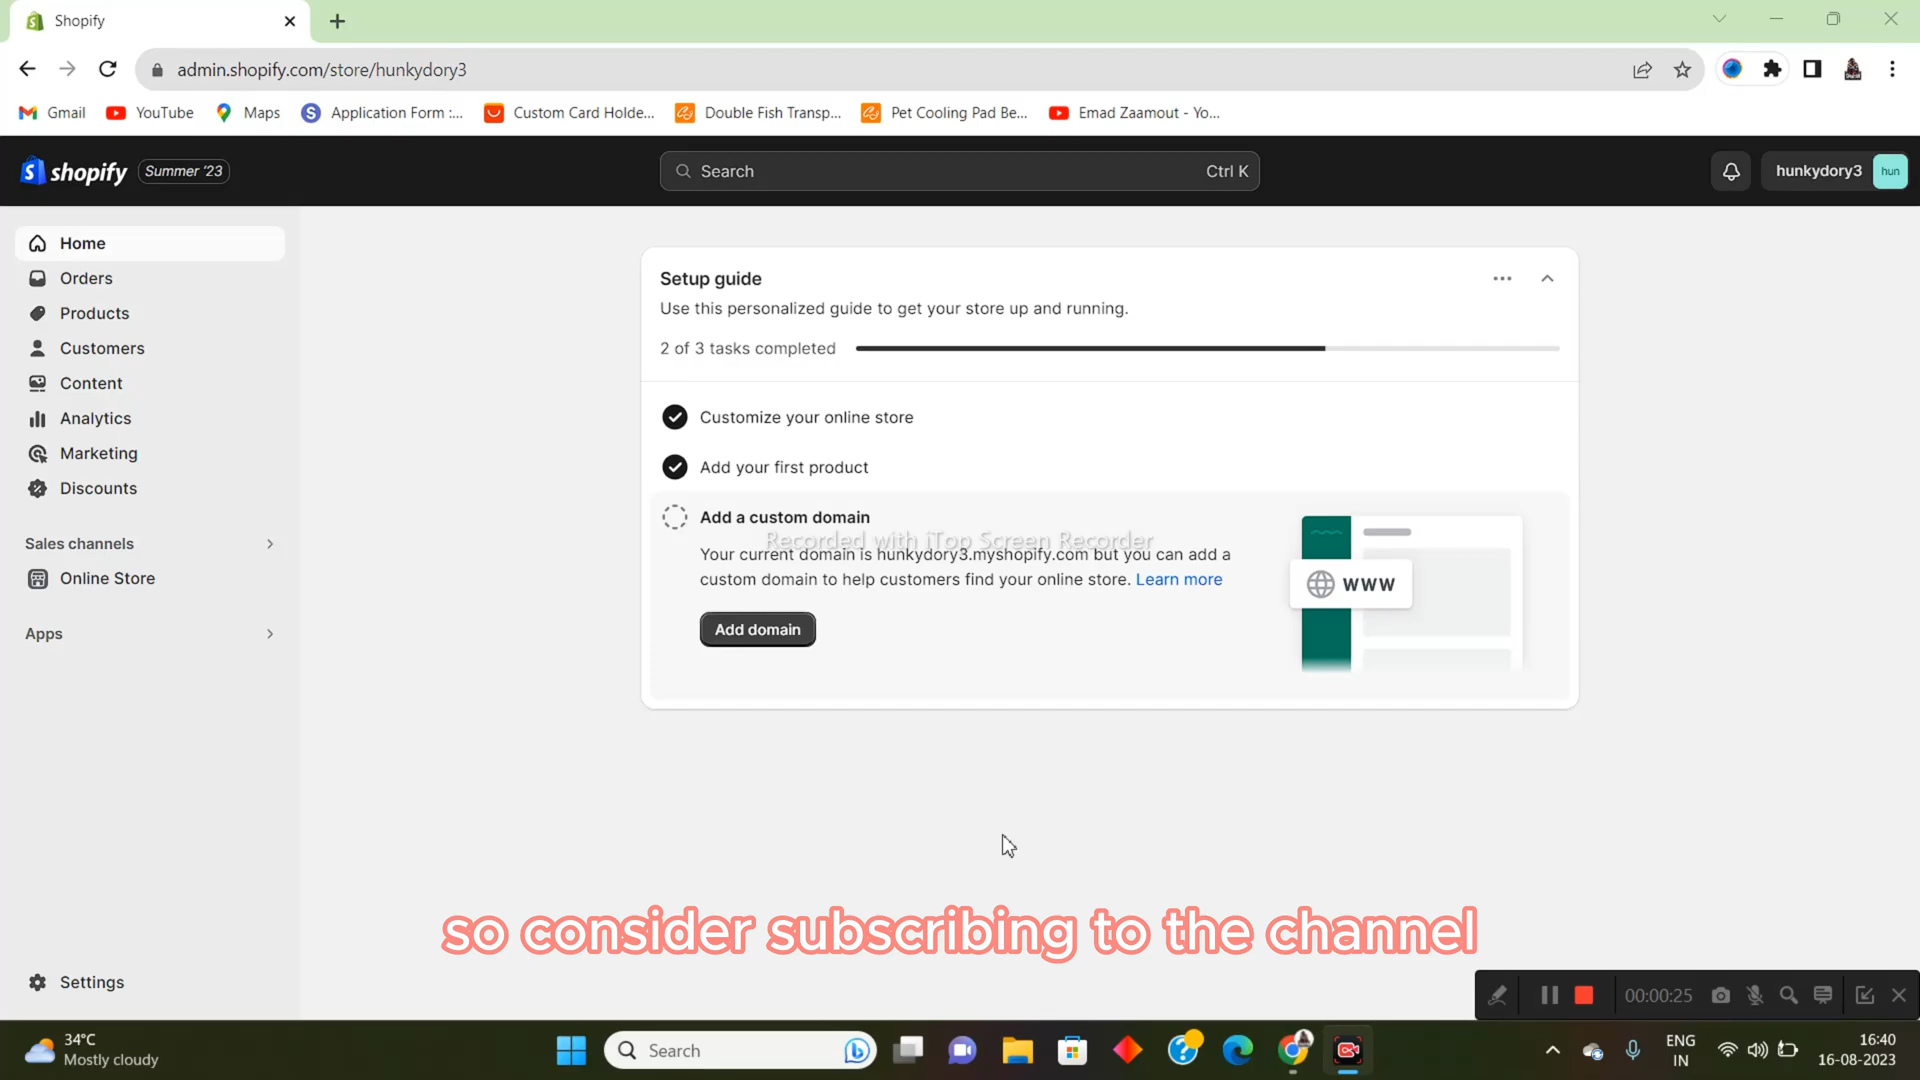 Shopify
admin.shopify.com/store/hunkydory3
Gmail
YouTube
Maps
Application Form :...
Custom Card Holde...
Double Fish Transp...
Pet Cooling Pad Be...
Emad Zaamout - Yo...
shopify
Summer '23
Search
Ctrl K
hunkydory3
hun
Home
Orders
Products
Customers
Content
Analytics
Marketing
Discounts
Sales channels
Online Store
Apps
Settings
Setup guide
Use this personalized guide to get your store up and running.
2 of 3 tasks completed
Customize your online store
Add your first product
Add a custom domain
Recorded with iTop Screen Recorder
Your current domain is hunkydory3.myshopify.com but you can add a
custom domain to help customers find your online store. Learn more
Add domain
www
so consider subscribing to the channel
00:00:25
34°C
Mostly cloudy
Search
ENG
IN
16:40
16-08-2023